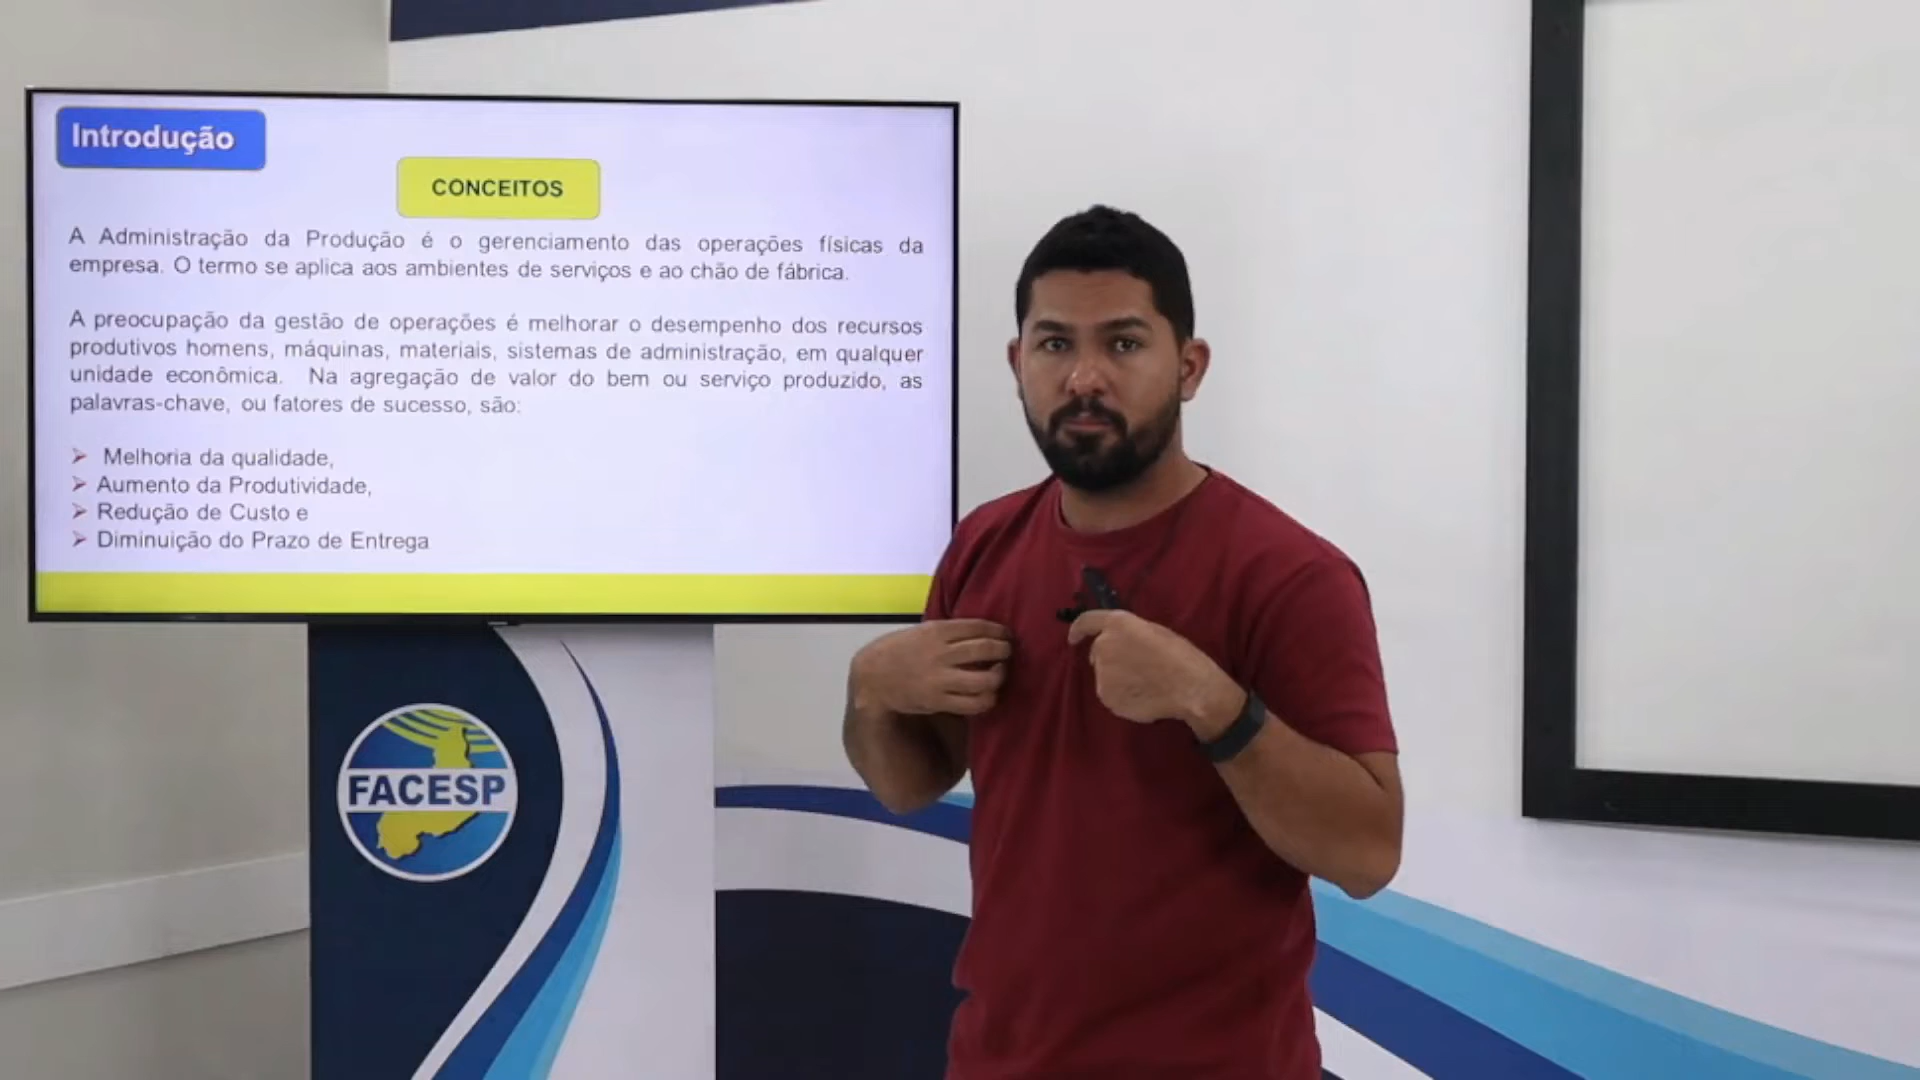 Introdução
CONCEITOS
A Administração da Produção é o gerenciamento das operações físicas da
empresa. O termo se aplica aos ambientes de serviços e ao chão de fábrica.
A preocupação da gestão de operações é melhorar o desempenho dos recursos
produtivos homens, máquinas, materiais, sistemas de administração, em qualquer
unidade econômica. Na agregação de valor do bem ou serviço produzido, as
palavras-chave, ou fatores de sucesso, são:
➢ Melhoria da qualidade,
➢ Aumento da Produtividade,
➢ Redução de Custo e
➢ Diminuição do Prazo de Entrega
FACESP